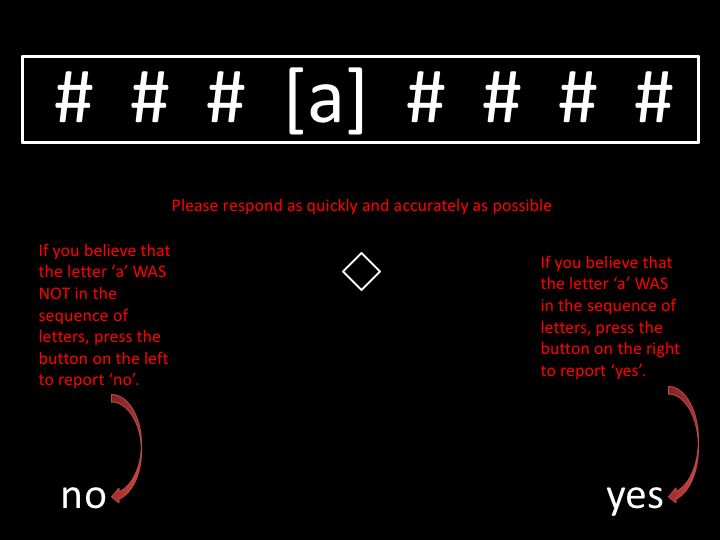 # # # [a] # # # #
Please respond as quickly and accurately as possible
If you believe that
the letter ‘a’ WAS
NOT in the
sequence of
letters, press the
button on the left
to report ‘no’.
If you believe that
the letter ‘a’ WAS
in the sequence of
letters, press the
button on the right
to report ‘yes’.
no
yes